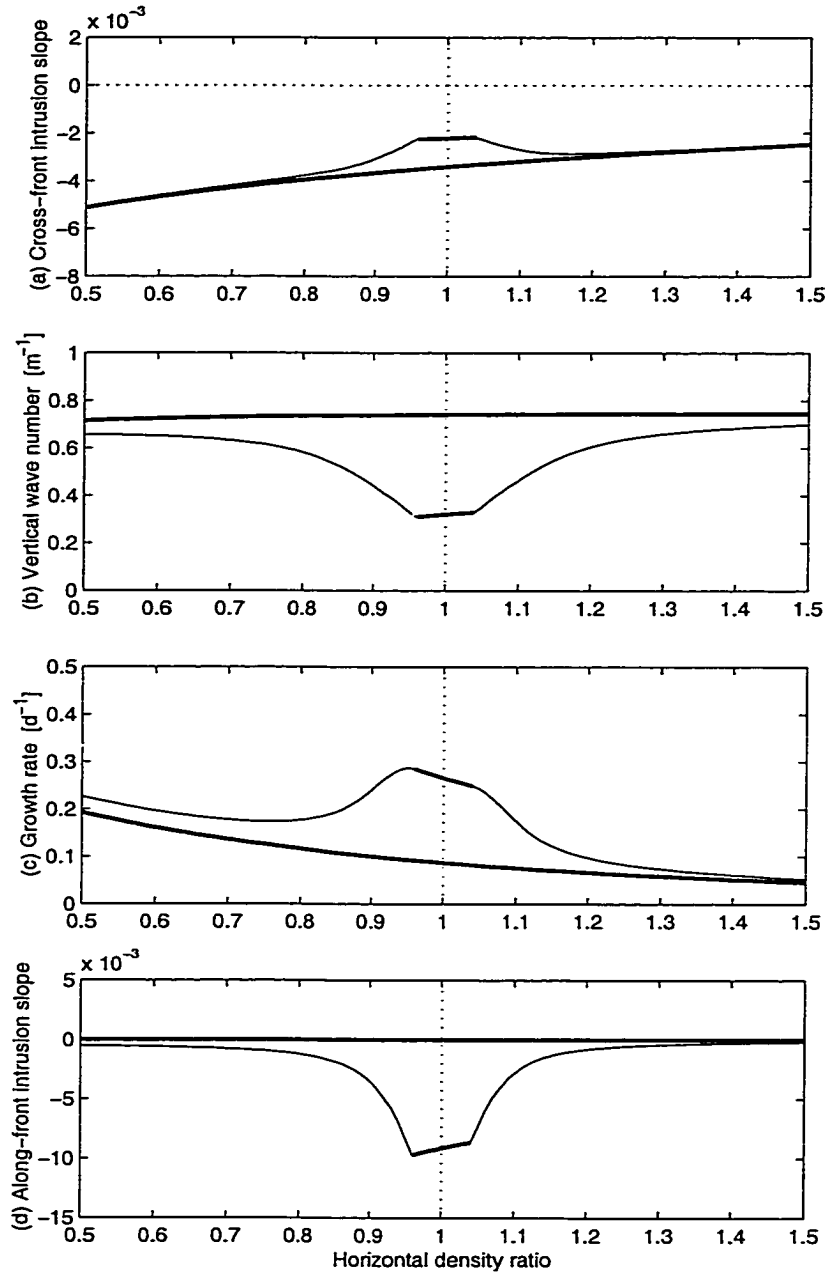 x 10⁻³
2
0
−2
−4
−6
−8
(a) Cross−front intrusion slope
0.5 0.6 0.7 0.8 0.9 1 1.1 1.2 1.3 1.4 1.5
1
0.8
0.6
0.4
0.2
0
(b) Vertical wave number [m⁻¹]
0.5 0.6 0.7 0.8 0.9 1 1.1 1.2 1.3 1.4 1.5
0.5
0.4
0.3
0.2
0.1
0
(c) Growth rate [d⁻¹]
0.5 0.6 0.7 0.8 0.9 1 1.1 1.2 1.3 1.4 1.5
x 10⁻³
5
0
−5
−10
−15
(d) Along−front intrusion slope
0.5 0.6 0.7 0.8 0.9 1 1.1 1.2 1.3 1.4 1.5
Horizontal density ratio